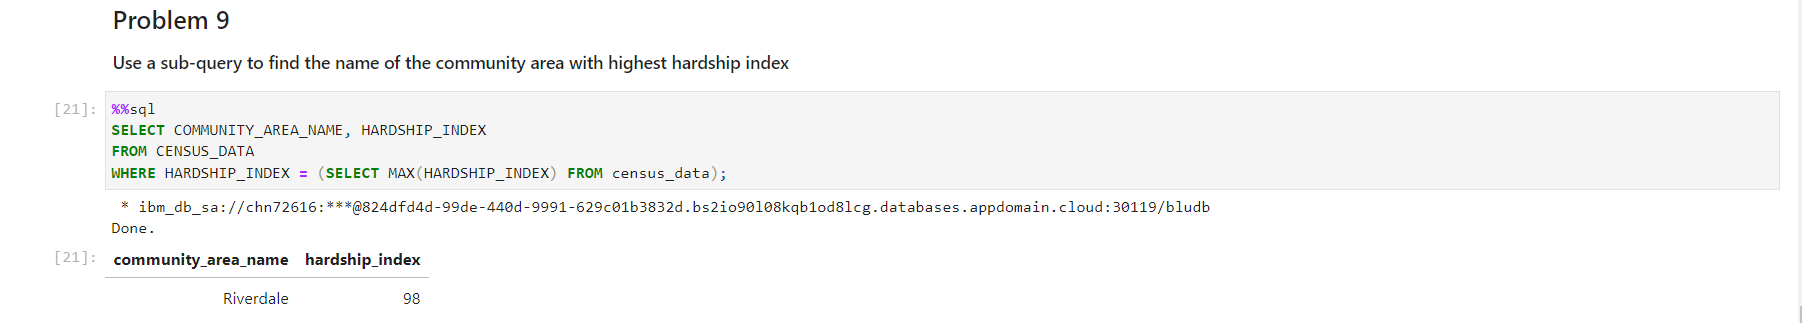 Problem 9
Use a sub-query to find the name of the community area with highest hardship index
[21]: %%sql
SELECT COMMUNITY_AREA_NAME, HARDSHIP_INDEX
FROM CENSUS_DATA
WHERE HARDSHIP_INDEX = (SELECT MAX(HARDSHIP_INDEX) FROM census_data);
* ibm_db_sa://chn72616:***@824dfd4d-99de-440d-9991-629c01b3832d.bs2io90l08kqb1od8lcg.databases.appdomain.cloud:30119/bludb
Done.
[21]: community_area_name hardship_index
Riverdale 98